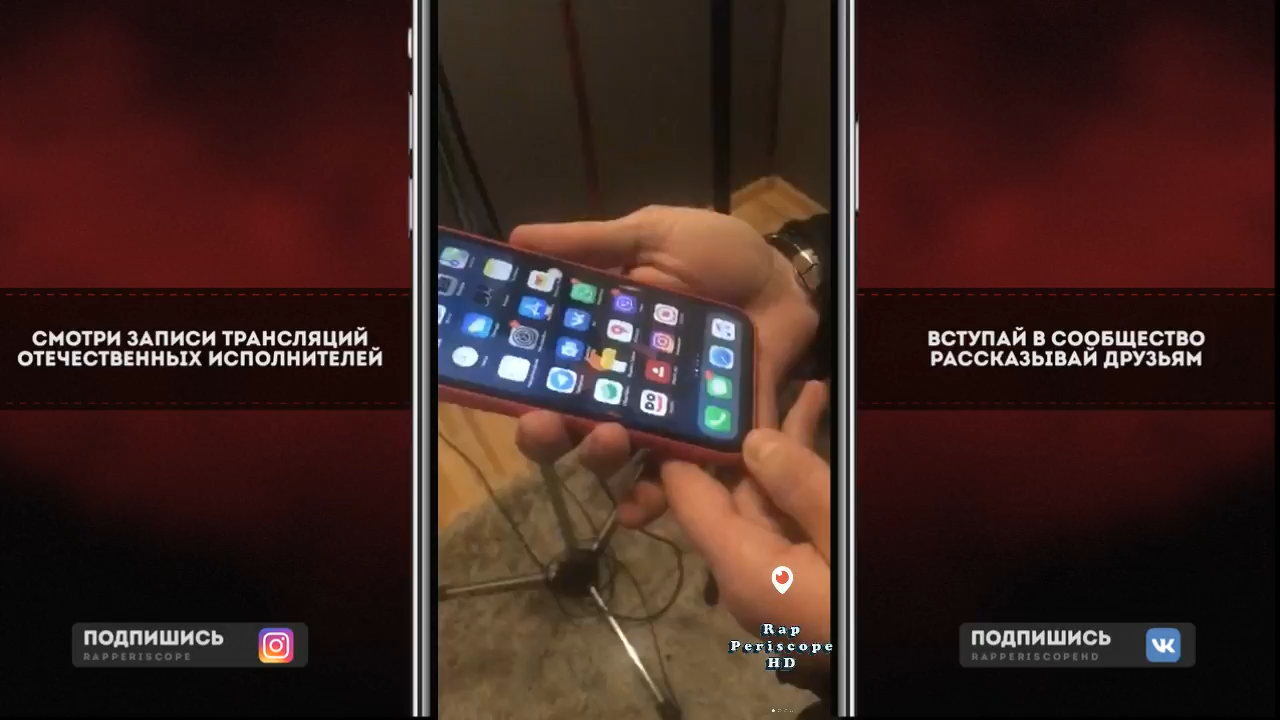 СМОТРИ ЗАПИСИ ТРАНСЛЯЦИЙ
ОТЕЧЕСТВЕННЫХ ИСПОЛНИТЕЛЕЙ
ВСТУПАЙ В СООБЩЕСТВО
РАССКАЗЫВАЙ ДРУЗЬЯМ
Rap
Periscope
HD
ПОДПИШИСЬ
RAPPERISCOPE
ПОДПИШИСЬ
RAPPERISCOPEHD